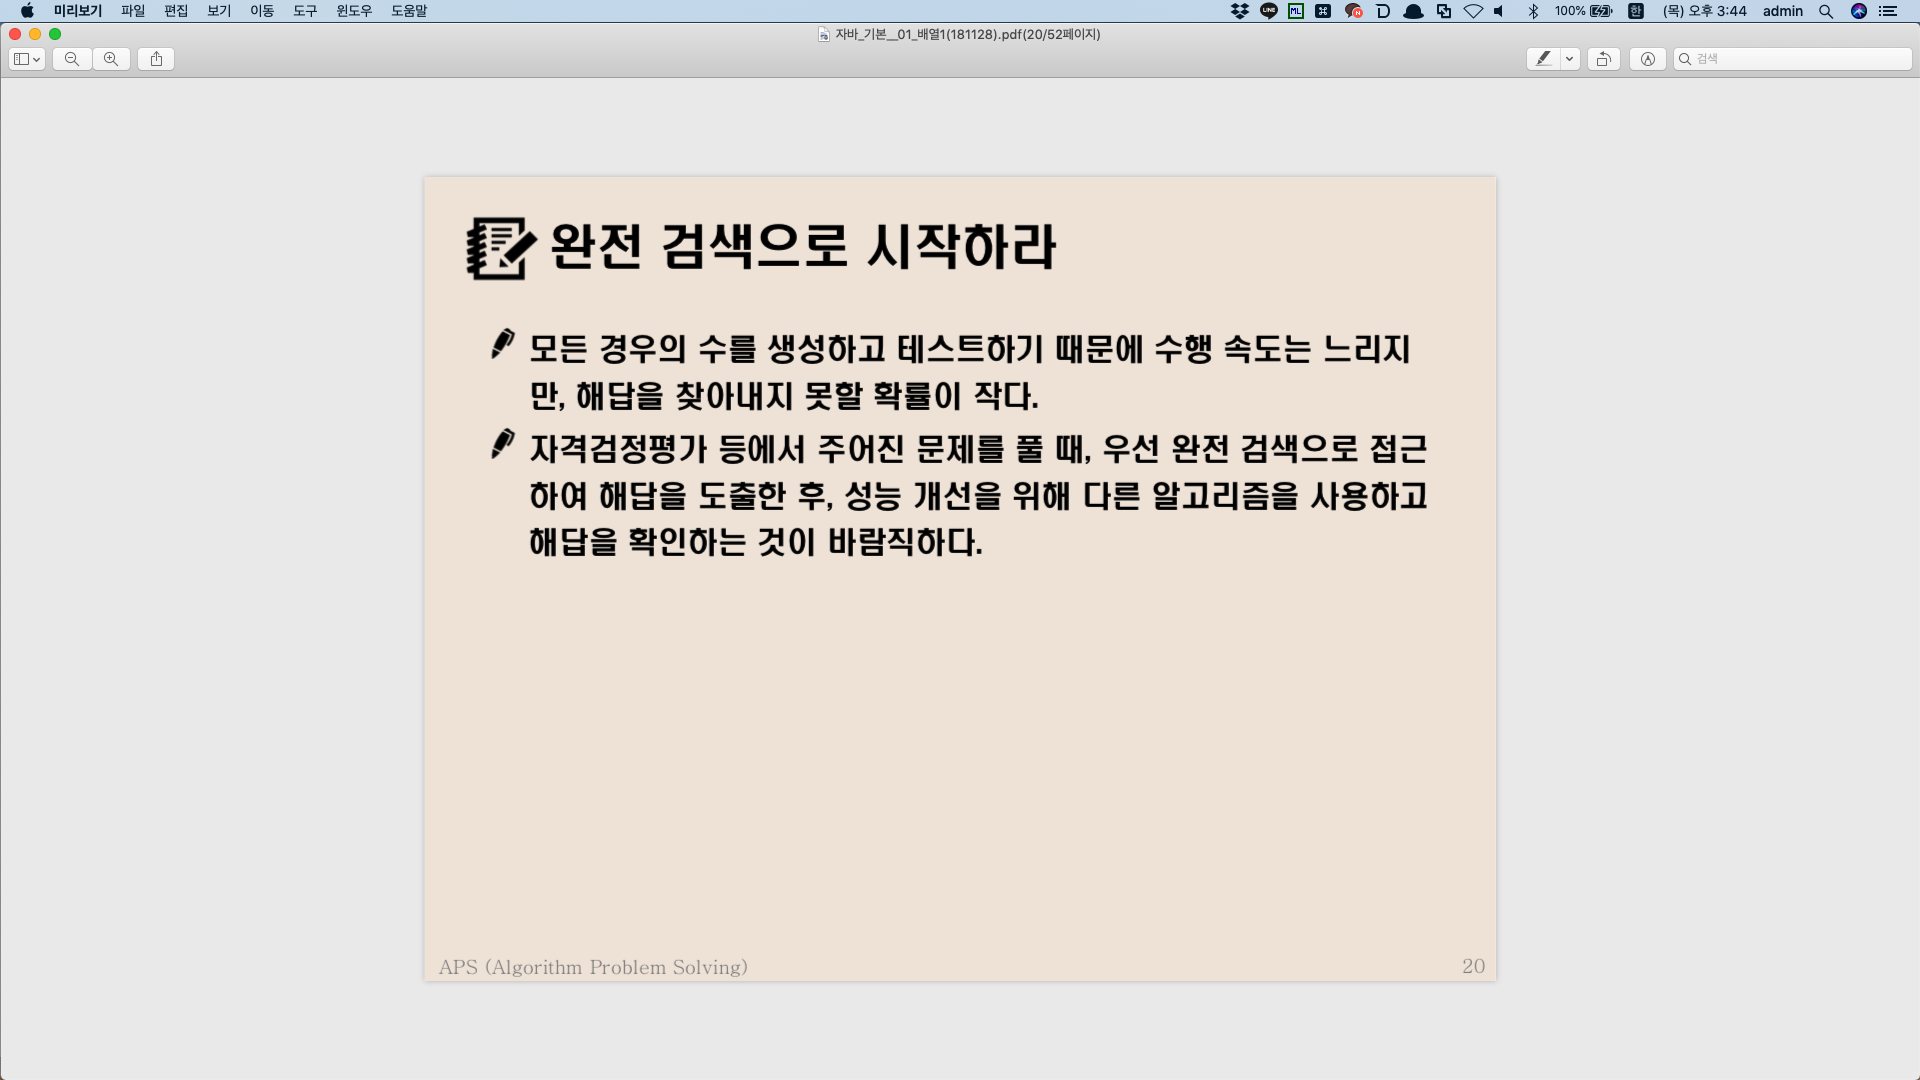 미리보기 파일 편집 보기 이동 도구 윈도우 도움말 LINE ML N D 100% 한 (목) 오후 3:44 admin
자바_기본__01_배열1(181128).pdf(20/52페이지)
검색
완전 검색으로 시작하라
모든 경우의 수를 생성하고 테스트하기 때문에 수행 속도는 느리지
만, 해답을 찾아내지 못할 확률이 작다.
자격검정평가 등에서 주어진 문제를 풀 때, 우선 완전 검색으로 접근
하여 해답을 도출한 후, 성능 개선을 위해 다른 알고리즘을 사용하고
해답을 확인하는 것이 바람직하다.
APS (Algorithm Problem Solving) 20